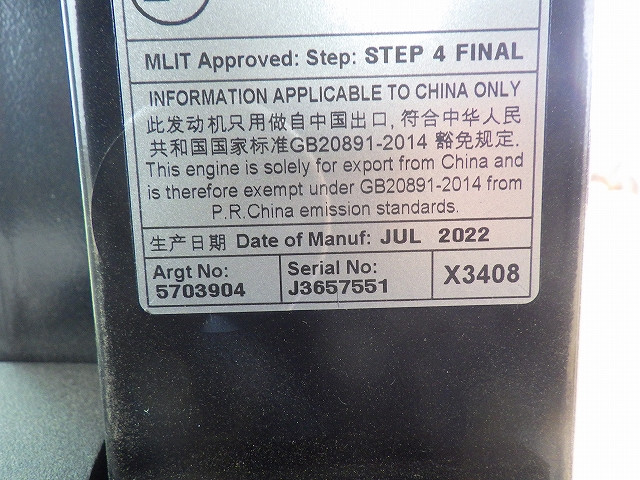 MLIT Approved: Step: STEP 4 FINAL
INFORMATION APPLICABLE TO CHINA ONLY
此发动机只用做自中国出口, 符合中华人民
共和国国家标准GB20891-2014 豁免规定.
This engine is solely for export from China and
is therefore exempt under GB20891-2014 from
P.R.China emission standards.
生产日期 Date of Manuf: JUL 2022
Argt No:
5703904
Serial No:
J3657551
X3408